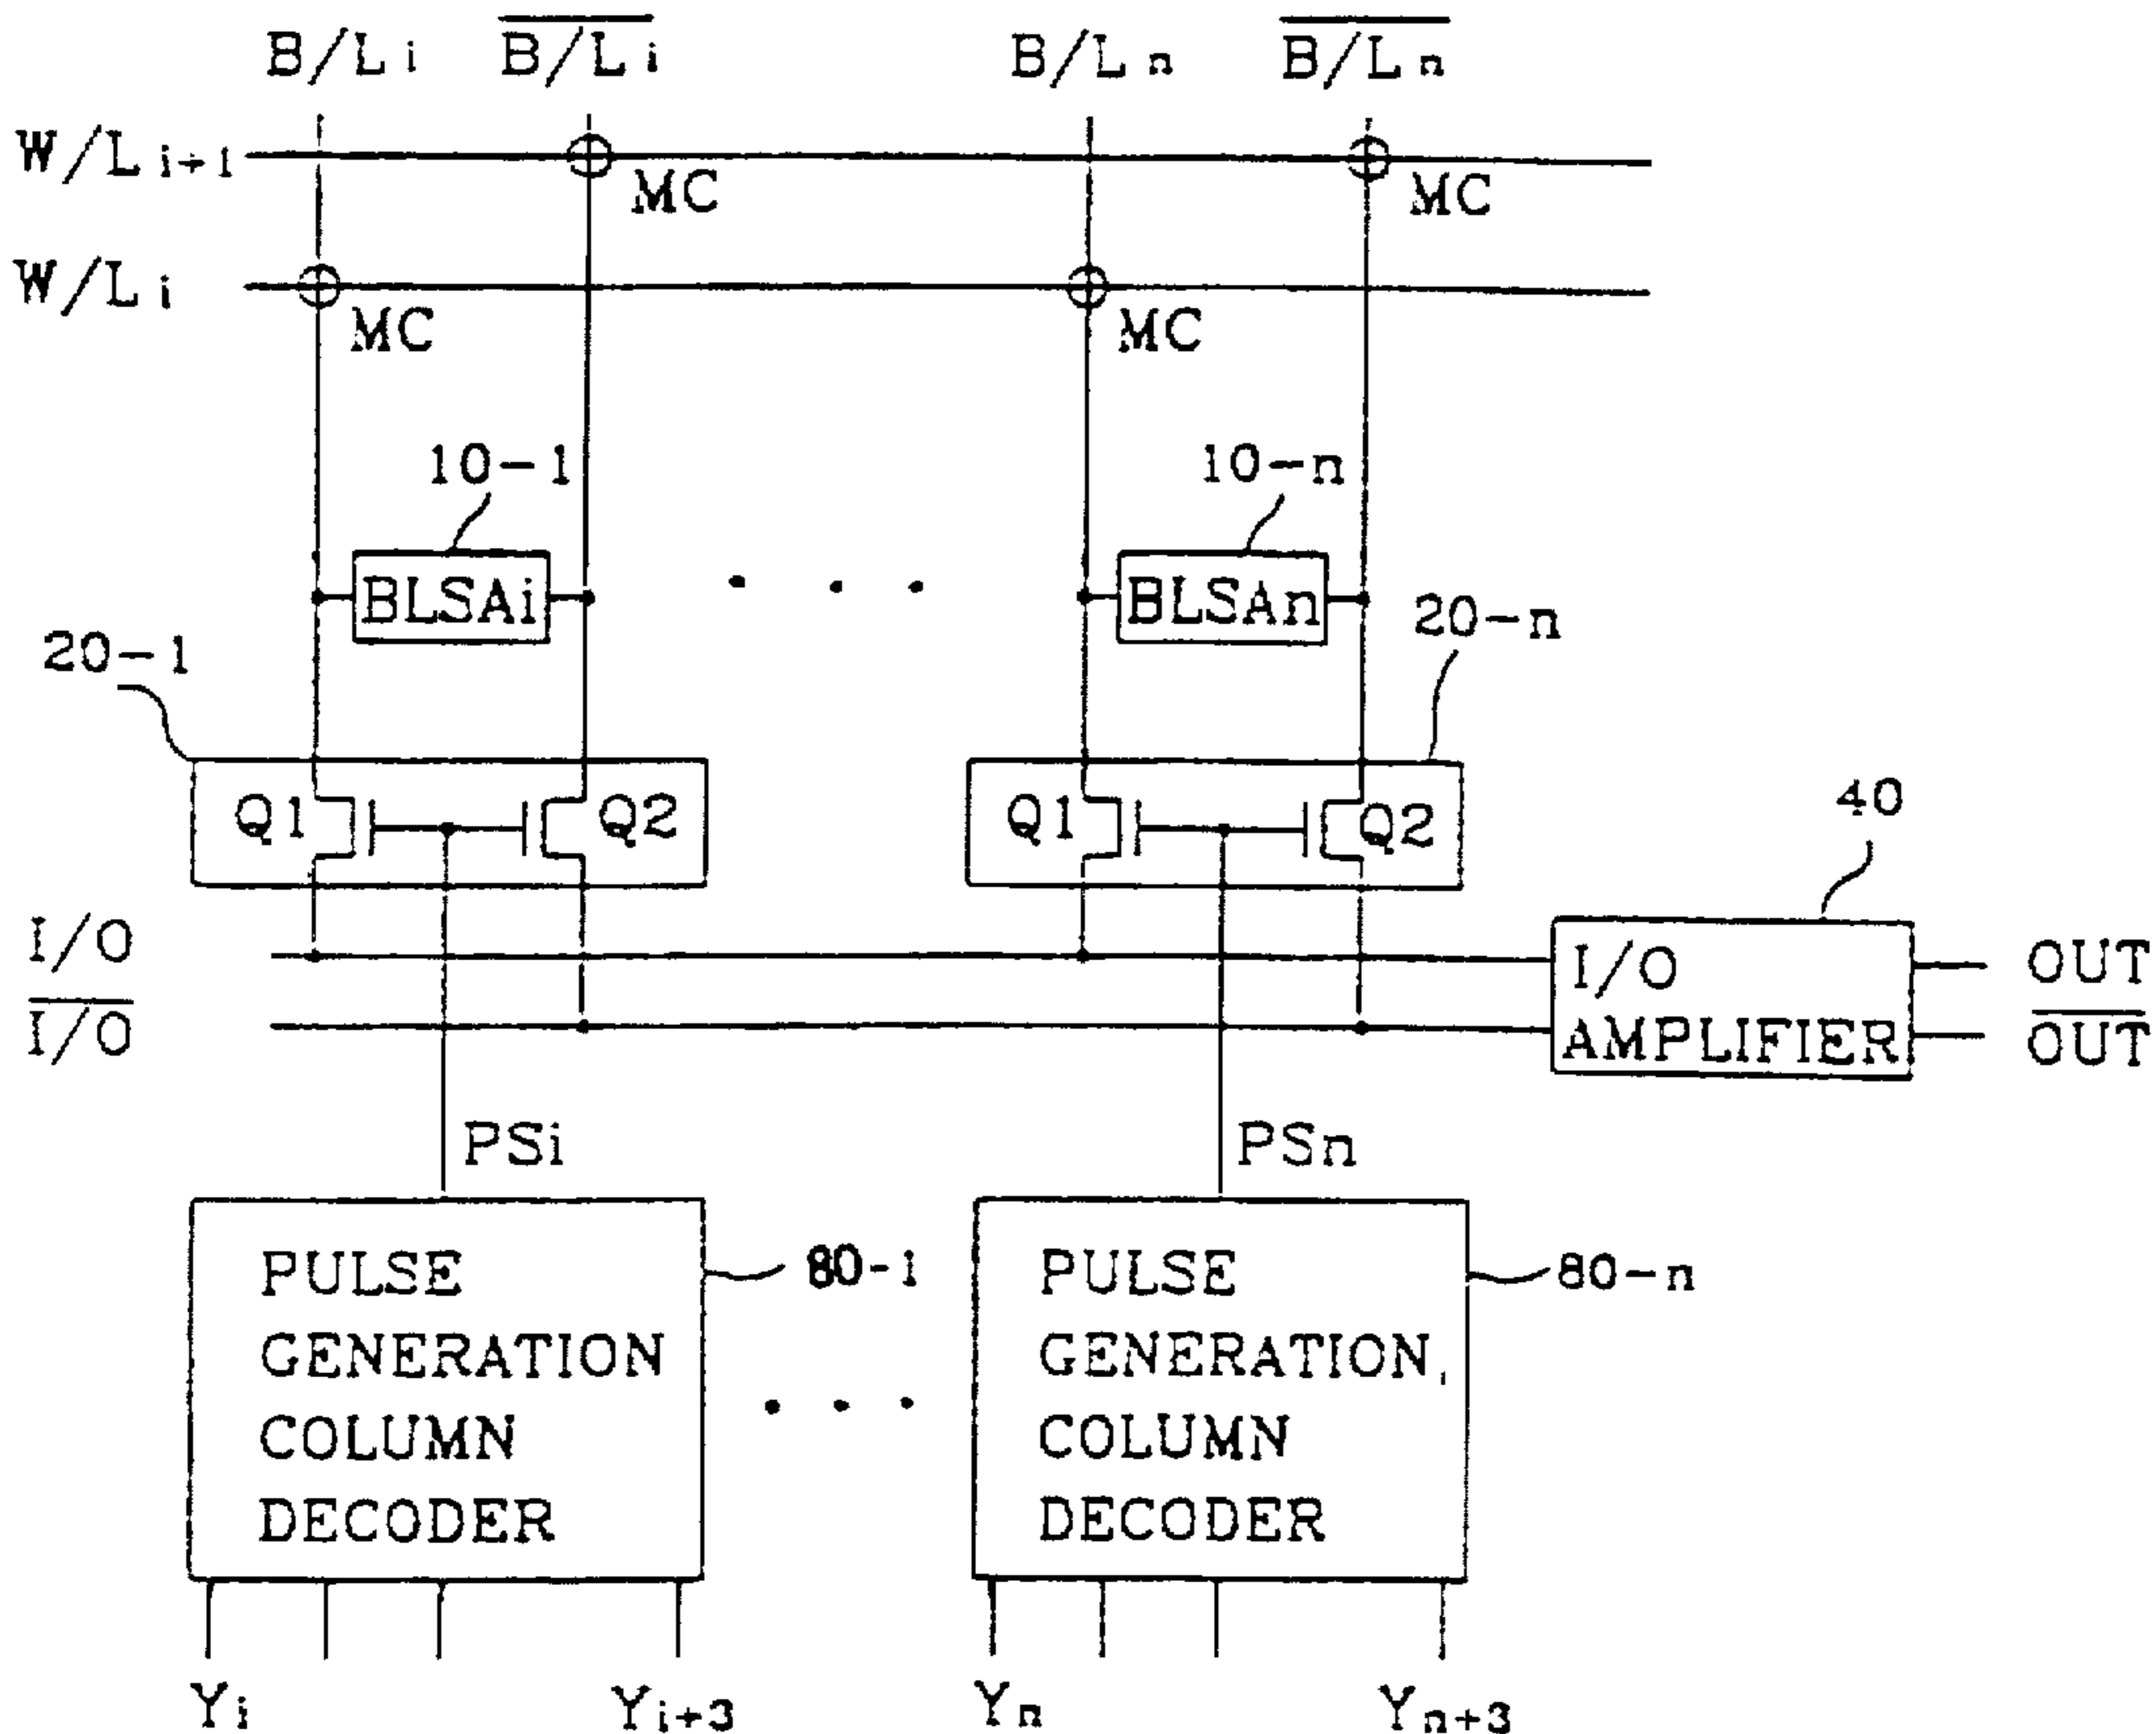 B/Li B/Li B/Ln B/Ln
W/Li+1
MC MC
W/Li
MC MC
10-1 10-n
BLSAi BLSAn
20-1 20-n
Q1 Q2 Q1 Q2
40
I/O
I/O
I/O
AMPLIFIER
OUT
OUT
PSi PSn
PULSE
GENERATION
COLUMN
DECODER
80-1
PULSE
GENERATION
COLUMN
DECODER
80-n
Yi Yi+3 Yn Yn+3